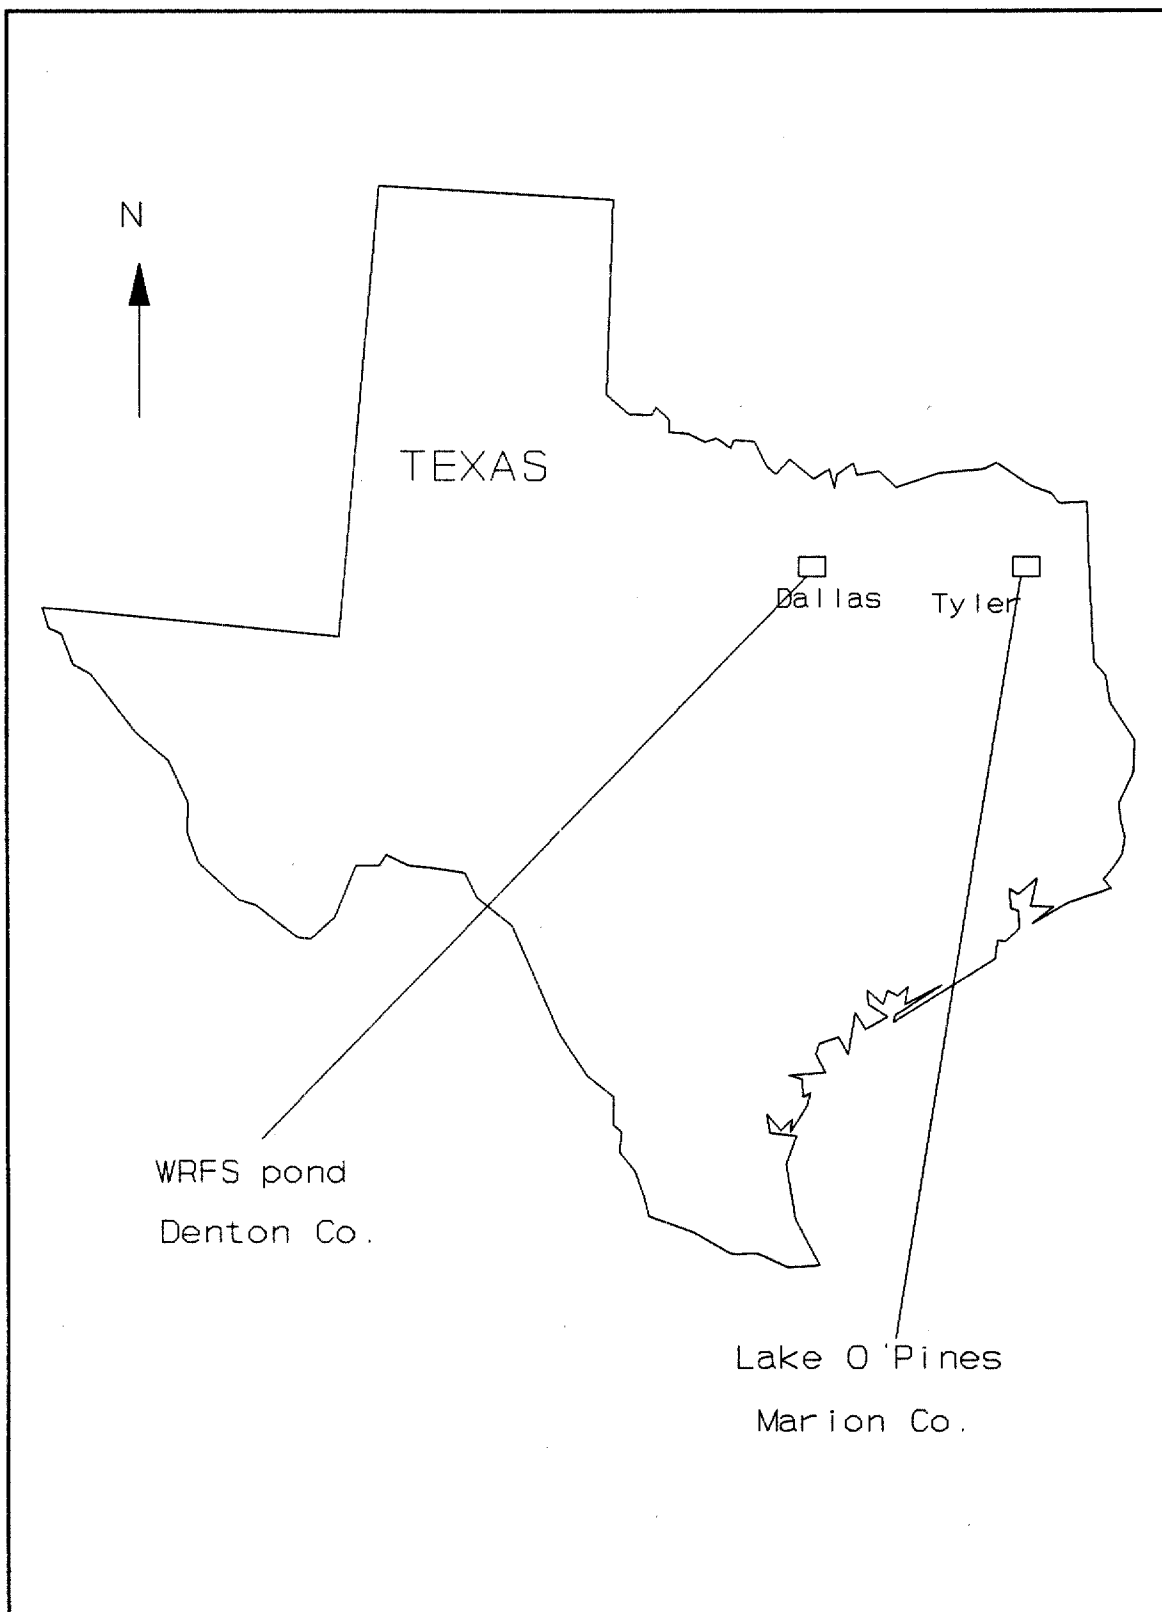 N
TEXAS
Dallas
Tyler
WRFS pond
Denton Co.
Lake O'Pines
Marion Co.